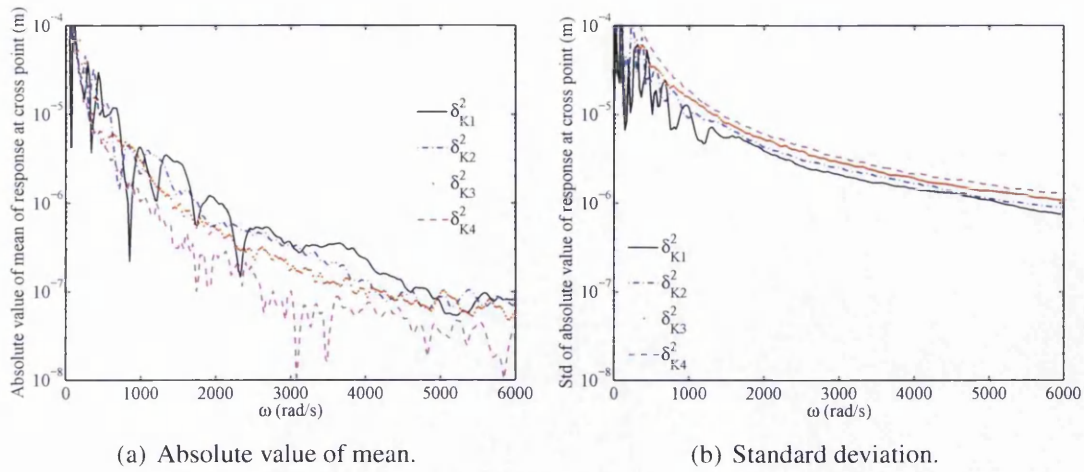 Absolute value of mean of response at cross point (m)
10⁻⁴
10⁻⁵
10⁻⁶
10⁻⁷
10⁻⁸
0 1000 2000 3000 4000 5000 6000
ω (rad/s)
δ²K1
δ²K2
δ²K3
δ²K4
(a) Absolute value of mean.
Std of absolute value of response at cross point (m)
10⁻⁴
10⁻⁵
10⁻⁶
10⁻⁷
10⁻⁸
0 1000 2000 3000 4000 5000 6000
ω (rad/s)
δ²K1
δ²K2
δ²K3
δ²K4
(b) Standard deviation.